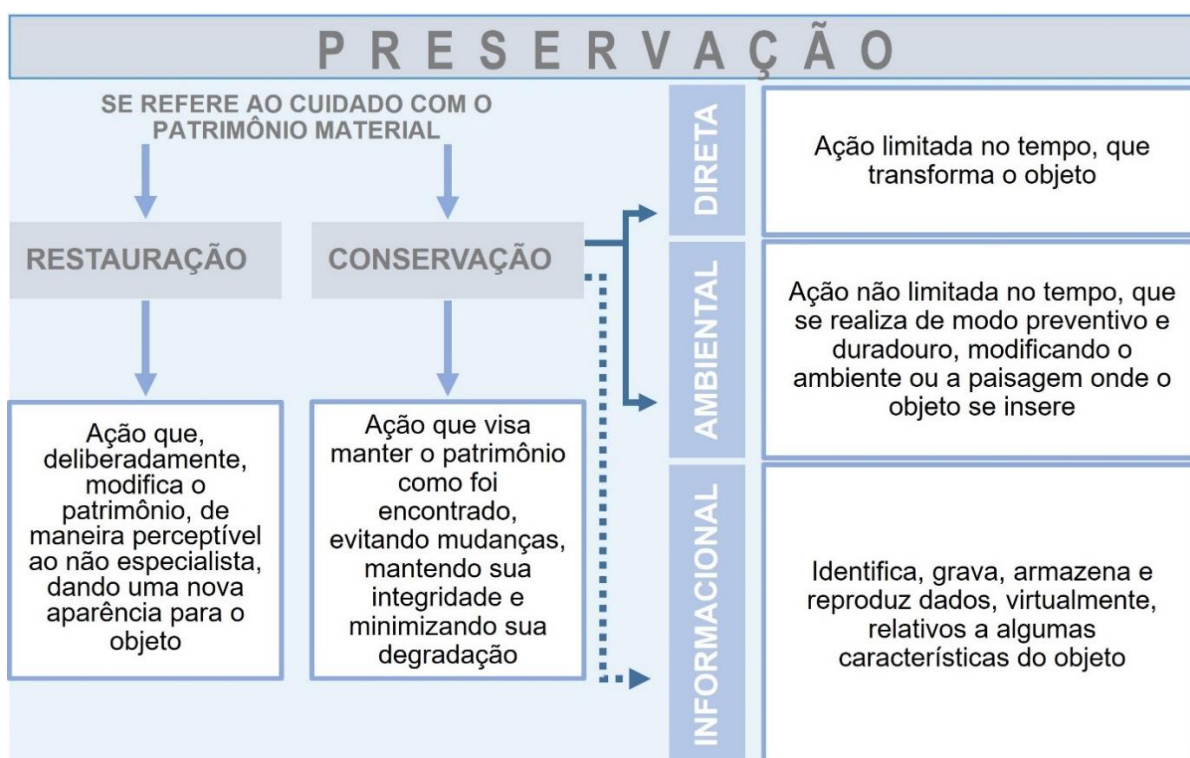 PRESERVAÇÃO
SE REFERE AO CUIDADO COM O
PATRIMÔNIO MATERIAL
RESTAURAÇÃO
CONSERVAÇÃO
Ação que,
deliberadamente,
modifica o
patrimônio, de
maneira perceptível
ao não especialista,
dando uma nova
aparência para o
objeto
Ação que visa
manter o patrimônio
como foi
encontrado,
evitando mudanças,
mantendo sua
integridade e
minimizando sua
degradação
DIRETA
Ação limitada no tempo, que
transforma o objeto
AMBIENTAL
Ação não limitada no tempo, que
se realiza de modo preventivo e
duradouro, modificando o
ambiente ou a paisagem onde o
objeto se insere
INFORMACIONAL
Identifica, grava, armazena e
reproduz dados, virtualmente,
relativos a algumas
características do objeto